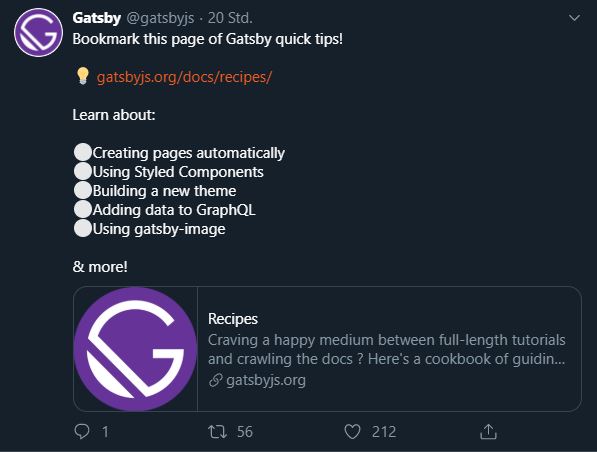 Gatsby @gatsbyjs · 20 Std.
Bookmark this page of Gatsby quick tips!
💡 gatsbyjs.org/docs/recipes/
Learn about:
⚪Creating pages automatically
⚪Using Styled Components
⚪Building a new theme
⚪Adding data to GraphQL
⚪Using gatsby-image
& more!
Recipes
Craving a happy medium between full-length tutorials
and crawling the docs ? Here's a cookbook of guidin...
gatsbyjs.org
1 56 212